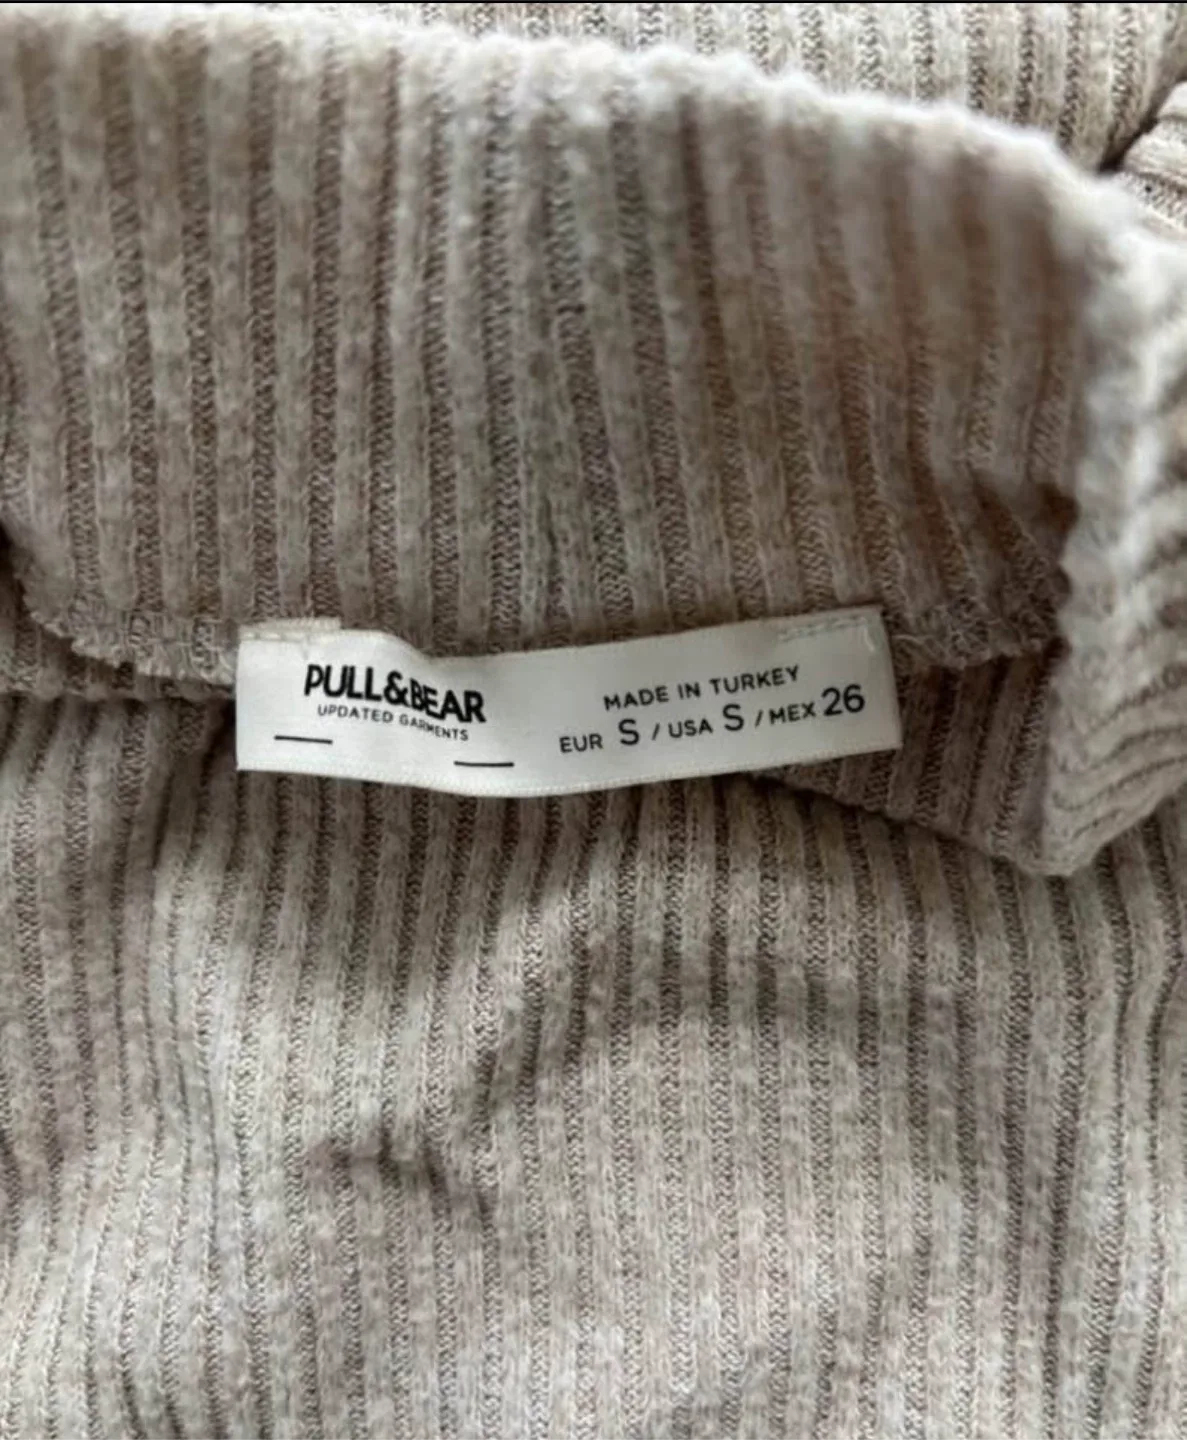 PULL&BEAR
UPDATED GARMENTS
MADE IN TURKEY
EUR S / USA S / MEX 26